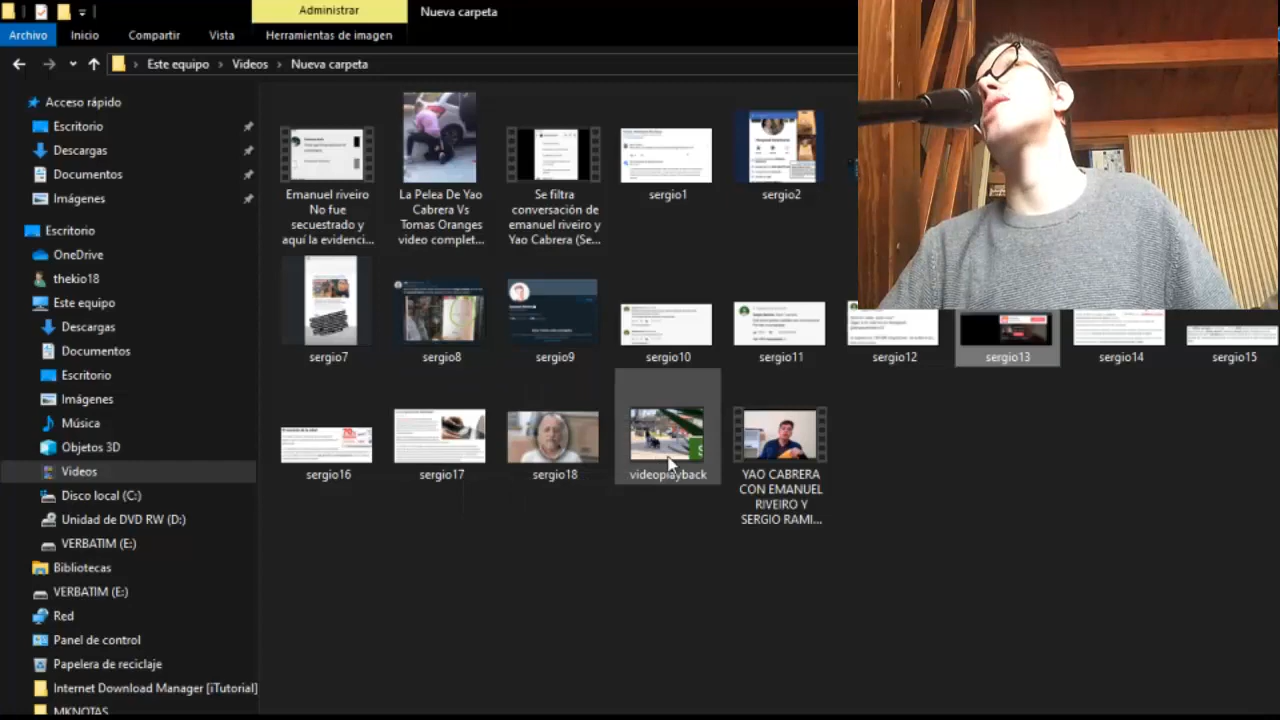 Administrar
Nueva carpeta
Archivo
Inicio
Compartir
Vista
Herramientas de imagen
Este equipo
Videos
Nueva carpeta
Acceso rápido
Escritorio
Descargas
Documentos
Imágenes
Escritorio
OneDrive
thekio18
Este equipo
Descargas
Documentos
Escritorio
Imágenes
Música
Objetos 3D
Videos
Disco local (C:)
Unidad de DVD RW (D:)
VERBATIM (E:)
Bibliotecas
VERBATIM (E:)
Red
Panel de control
Papelera de reciclaje
Internet Download Manager [iTutorial]
MKNOTAS
Emanuel riveiro
No fue
secuestrado y
aquí la evidenci...
La Pelea De Yao
Cabrera Vs
Tomas Oranges
video complet...
Se filtra
conversación de
emanuel riveiro y
Yao Cabrera (Se...
sergio1
sergio2
sergio7
sergio8
sergio9
sergio10
sergio11
sergio12
sergio13
sergio14
sergio15
sergio16
sergio17
sergio18
videoplayback
YAO CABRERA
CON EMANUEL
RIVEIRO Y
SERGIO RAMI...